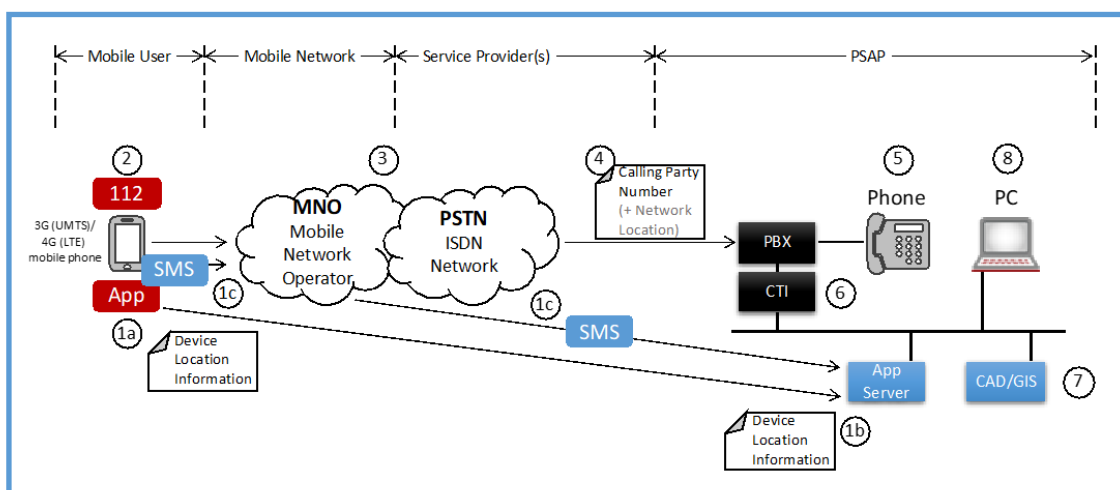 Mobile User
Mobile Network
Service Provider(s)
PSAP
2
3
4
5
8
112
Calling Party
Number
(+ Network
Location)
Phone
PC
3G (UMTS)/
4G (LTE)
mobile phone
MNO
Mobile
Network
Operator
PSTN
ISDN
Network
PBX
SMS
CTI
6
App
1c
1c
1a
SMS
Device
Location
Information
App
Server
CAD/GIS
7
Device
Location
Information
1b